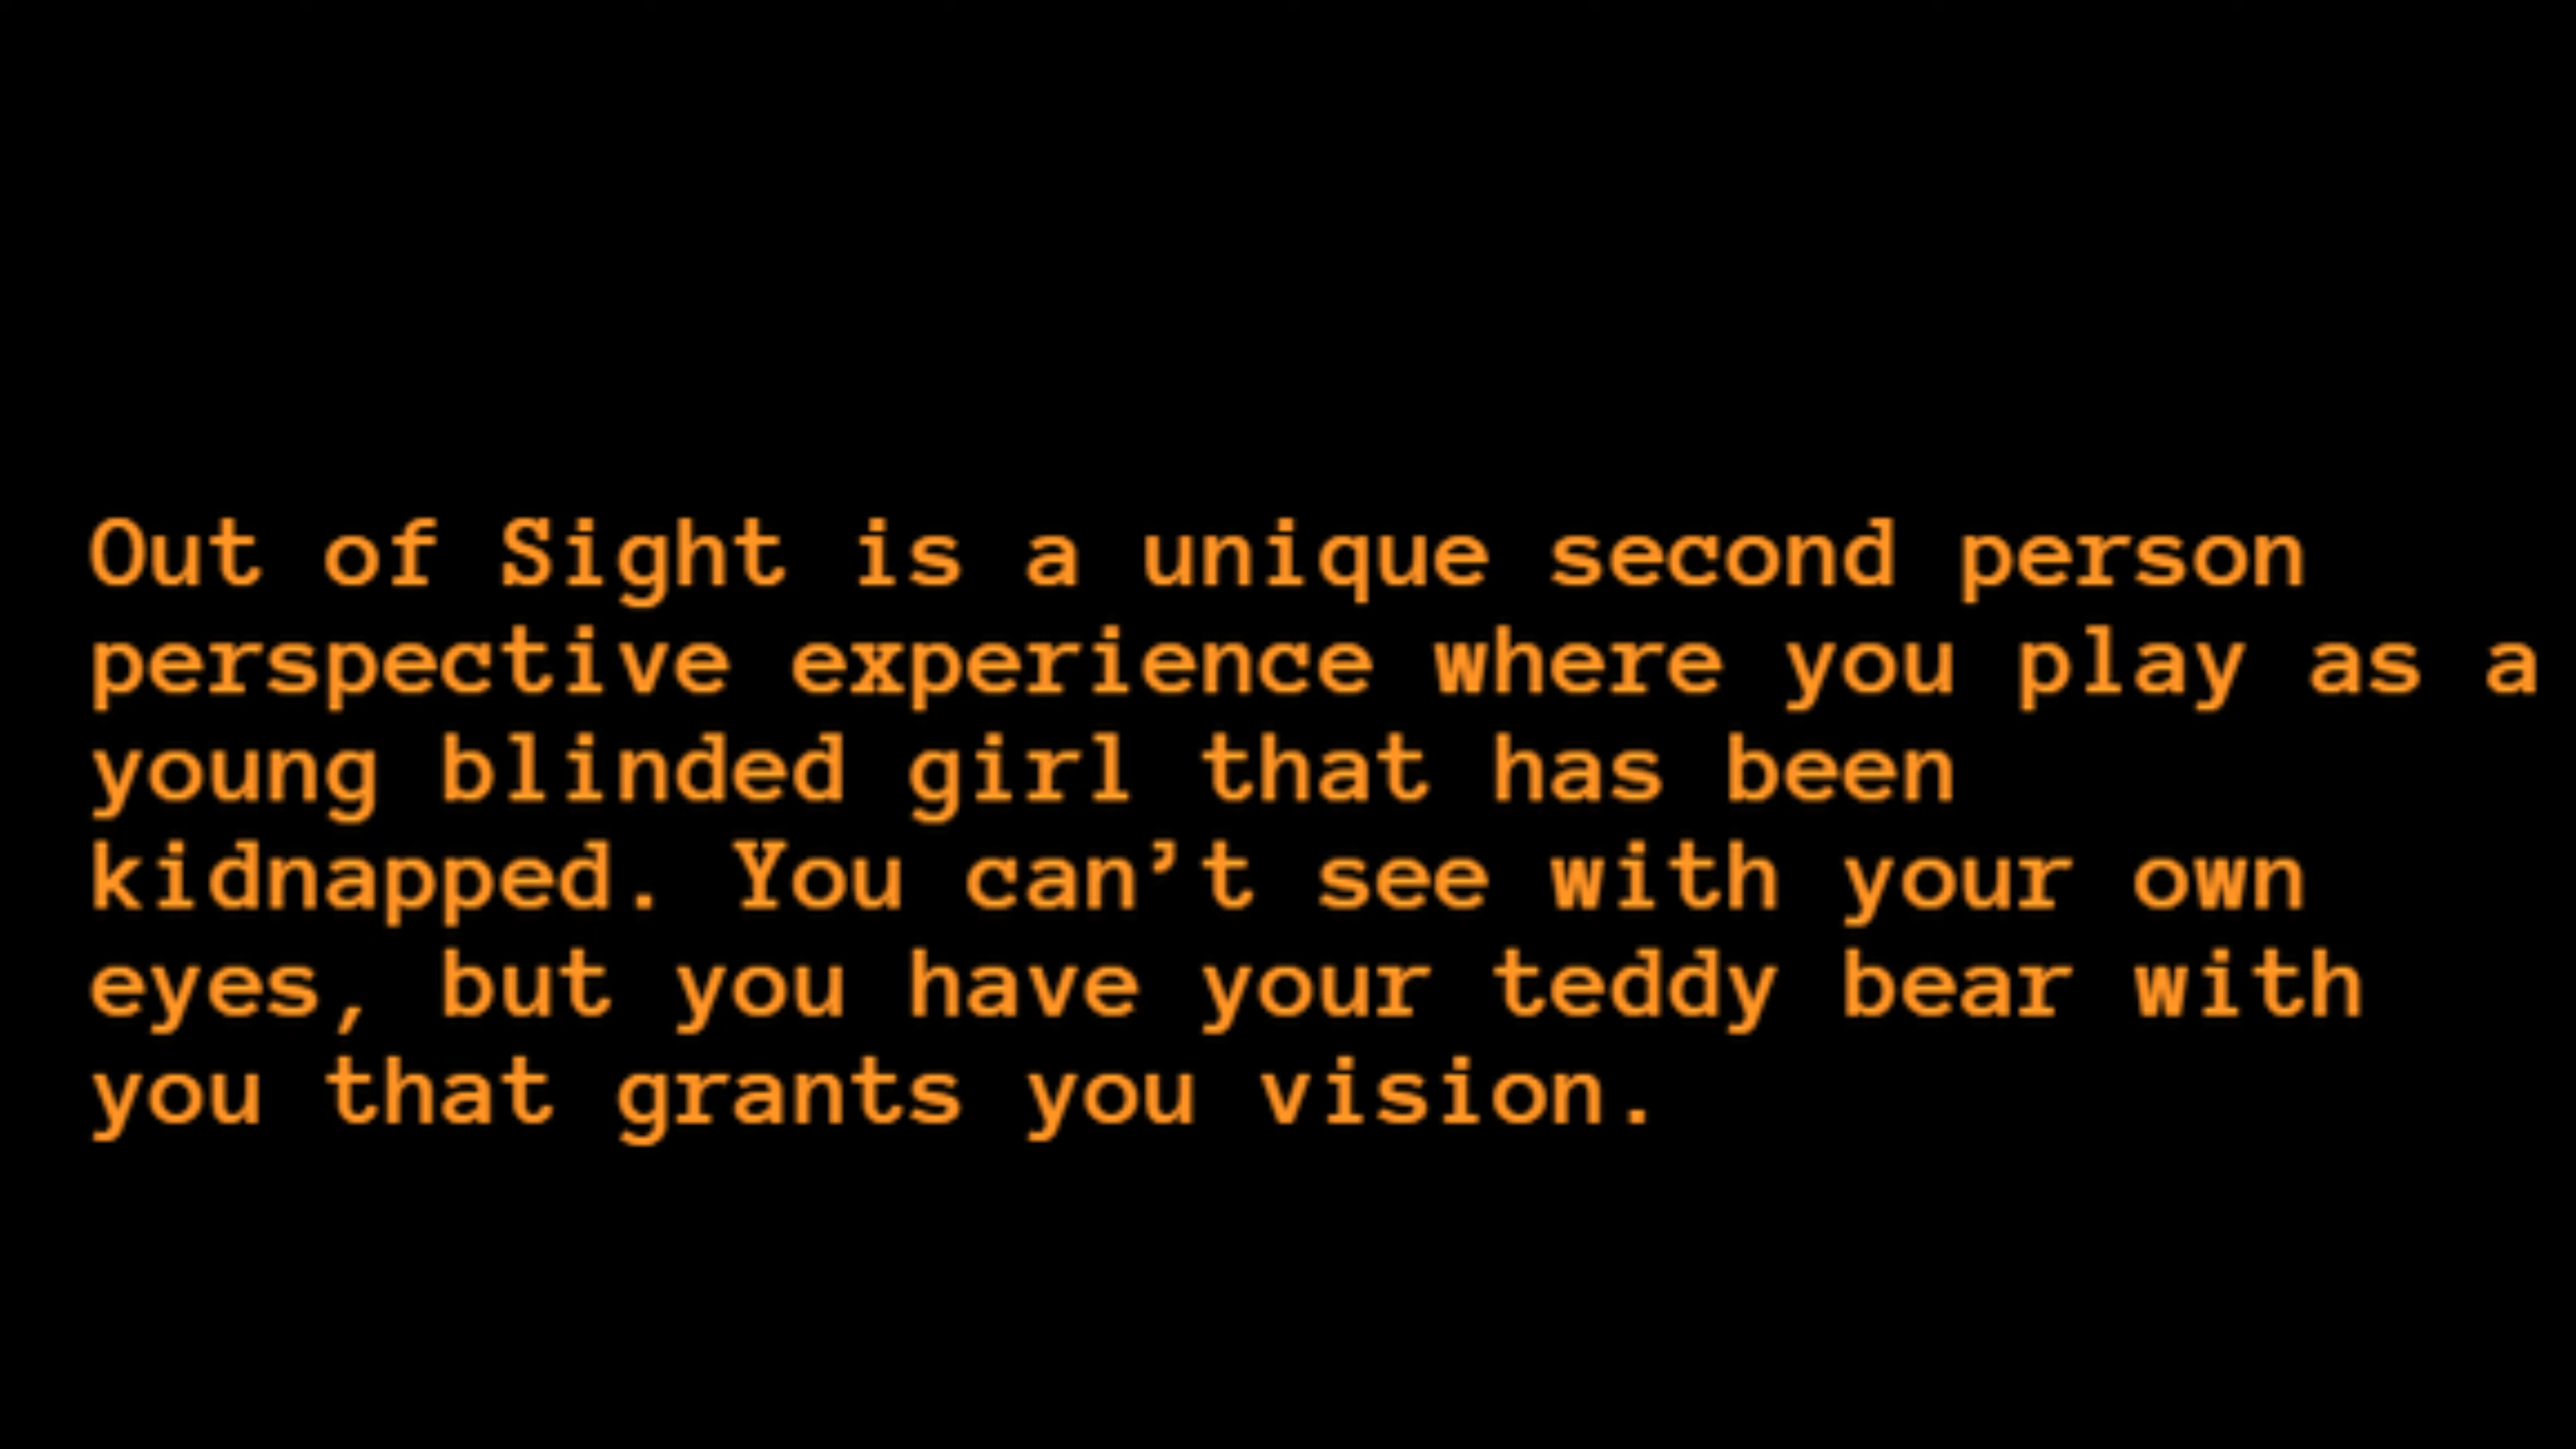 Out of Sight is a unique second person
perspective experience where you play as a
young blinded girl that has been
kidnapped. You can’t see with your own
eyes, but you have your teddy bear with
you that grants you vision.